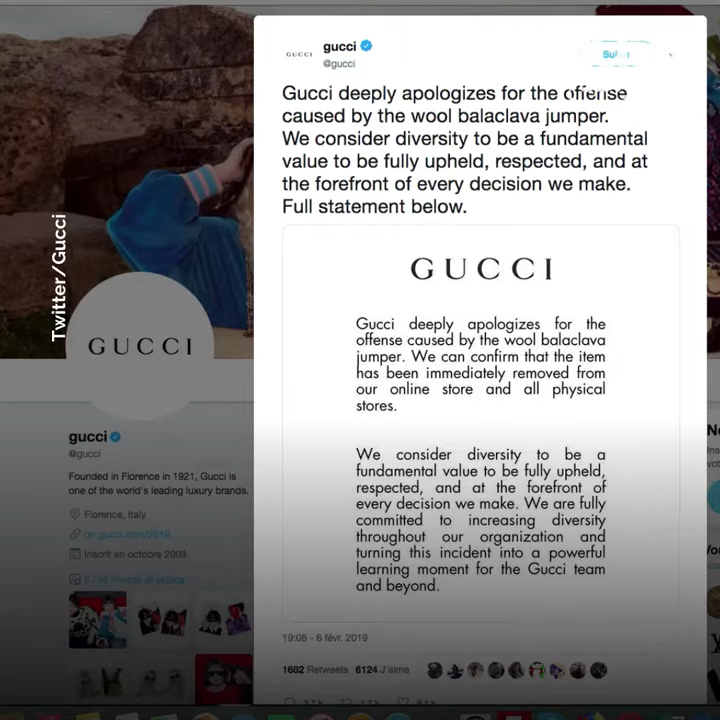 GUCCI
gucci
@gucci
Gucci deeply apologizes for the offense
caused by the wool balaclava jumper.
We consider diversity to be a fundamental
value to be fully upheld, respected, and at
the forefront of every decision we make.
Full statement below.
GUCCI
Gucci deeply apologizes for the
offense caused by the wool balaclava
jumper. We can confirm that the item
has been immediately removed from
our online store and all physical
stores.
We consider diversity to be a
fundamental value to be fully upheld,
respected, and at the forefront of
every decision we make. We are fully
committed to increasing diversity
throughout our organization and
turning this incident into a powerful
learning moment for the Gucci team
and beyond.
19:08 - 6 févr. 2019
1682 Retweets 6124 J'aime
Twitter/Gucci
GUCCI
gucci
@gucci
Founded in Florence in 1921, Gucci is
one of the world's leading luxury brands.
Florence, Italy
on.gucci.com/2019
Inscrit en octobre 2008